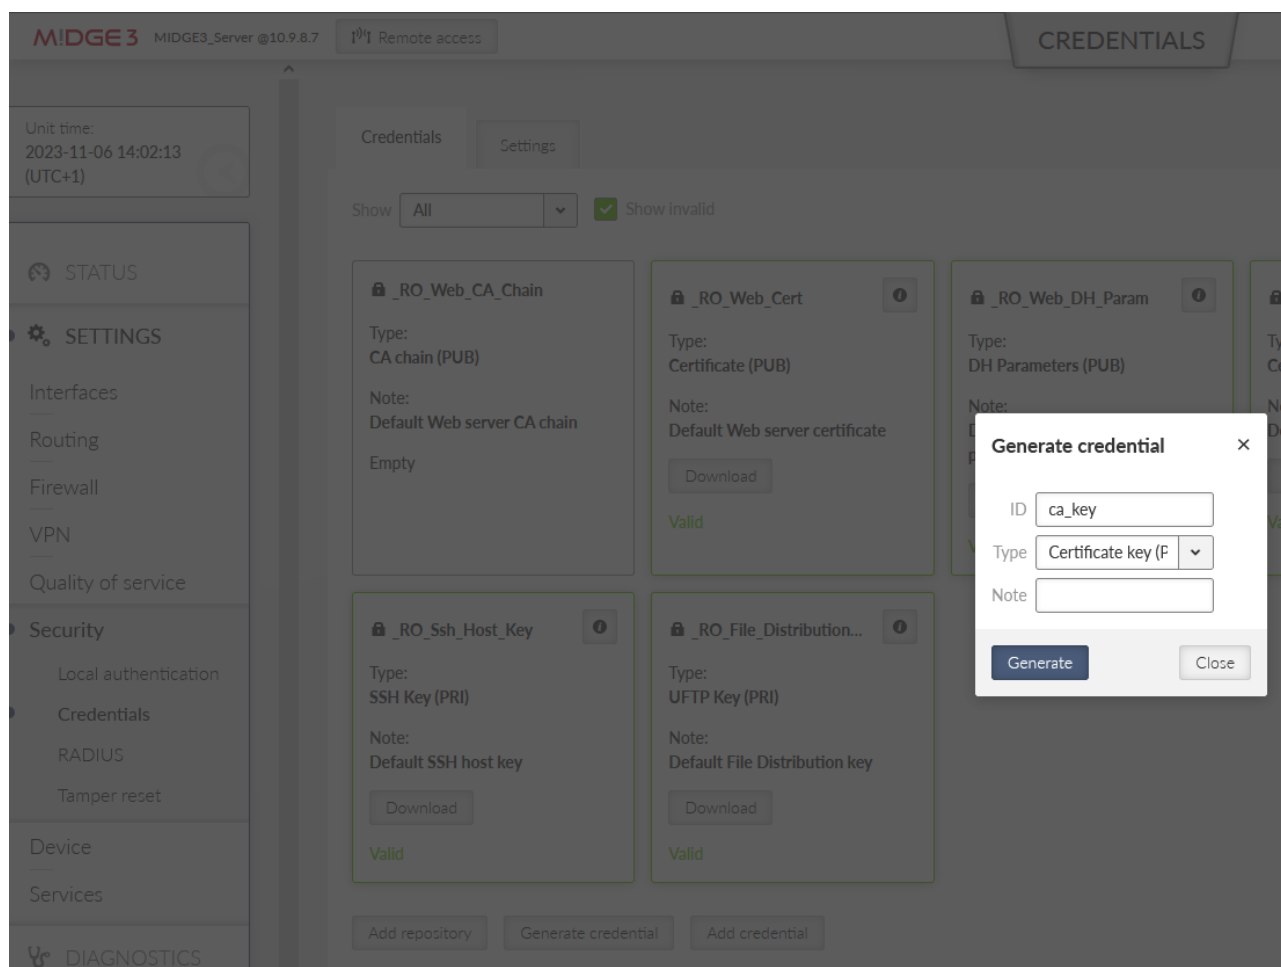 M!DGE3 MIDGE3_Server @10.9.8.7 Remote access CREDENTIALS
Unit time:
2023-11-06 14:02:13
(UTC+1)
STATUS
SETTINGS
Interfaces
Routing
Firewall
VPN
Quality of service
Security
Local authentication
Credentials
RADIUS
Tamper reset
Device
Services
DIAGNOSTICS
Credentials Settings
Show All Show invalid
_RO_Web_CA_Chain
Type:
CA chain (PUB)
Note:
Default Web server CA chain
Empty
_RO_Web_Cert
Type:
Certificate (PUB)
Note:
Default Web server certificate
Download
Valid
_RO_Web_DH_Param
Type:
DH Parameters (PUB)
Note:
_RO_Ssh_Host_Key
Type:
SSH Key (PRI)
Note:
Default SSH host key
Download
Valid
_RO_File_Distribution...
Type:
UFTP Key (PRI)
Note:
Default File Distribution key
Download
Valid
Add repository Generate credential Add credential
Generate credential ×
ID ca_key
Type Certificate key (P
Note
Generate Close